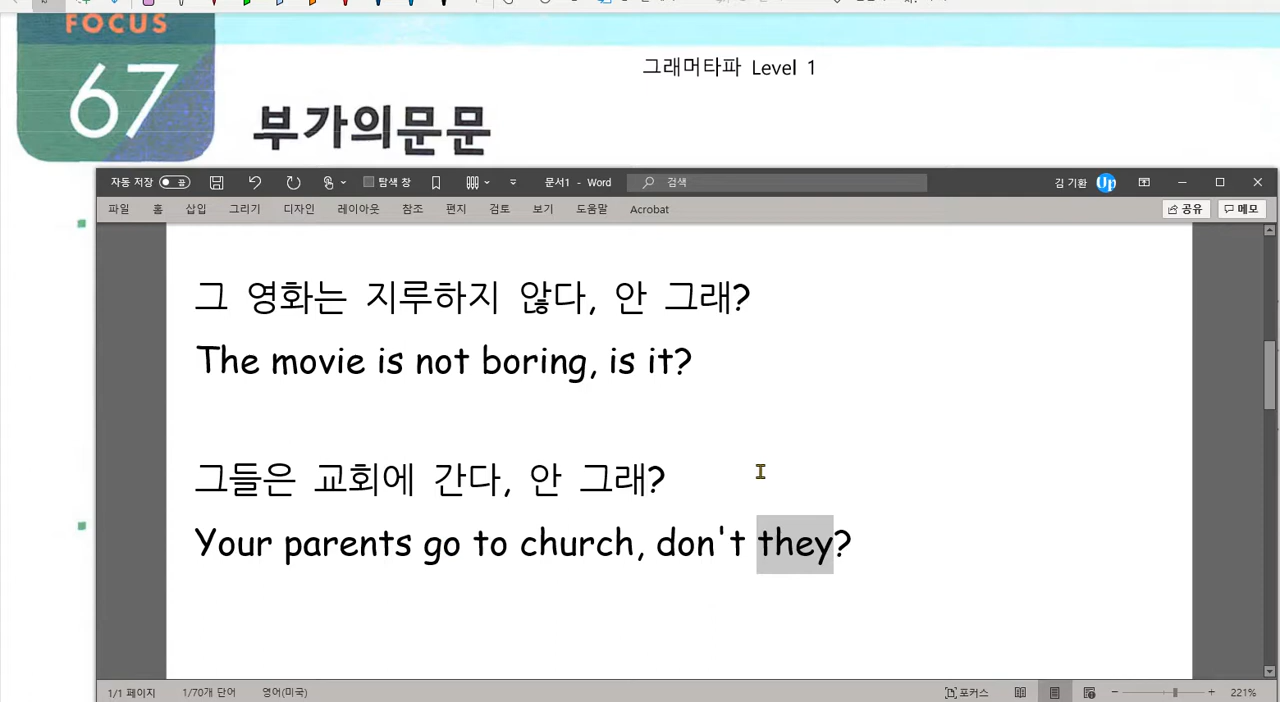 FOCUS
67
그래머타파 Level 1
부가의문문
자동 저장
탐색 창
문서1 - Word
검색
김 기환
Up
파일 홈 삽입 그리기 디자인 레이아웃 참조 편지 검토 보기 도움말 Acrobat
공유 메모
그 영화는 지루하지 않다, 안 그래?
The movie is not boring, is it?
그들은 교회에 간다, 안 그래?
Your parents go to church, don't they?
1/1 페이지 1/70개 단어 영어(미국) 포커스 221%